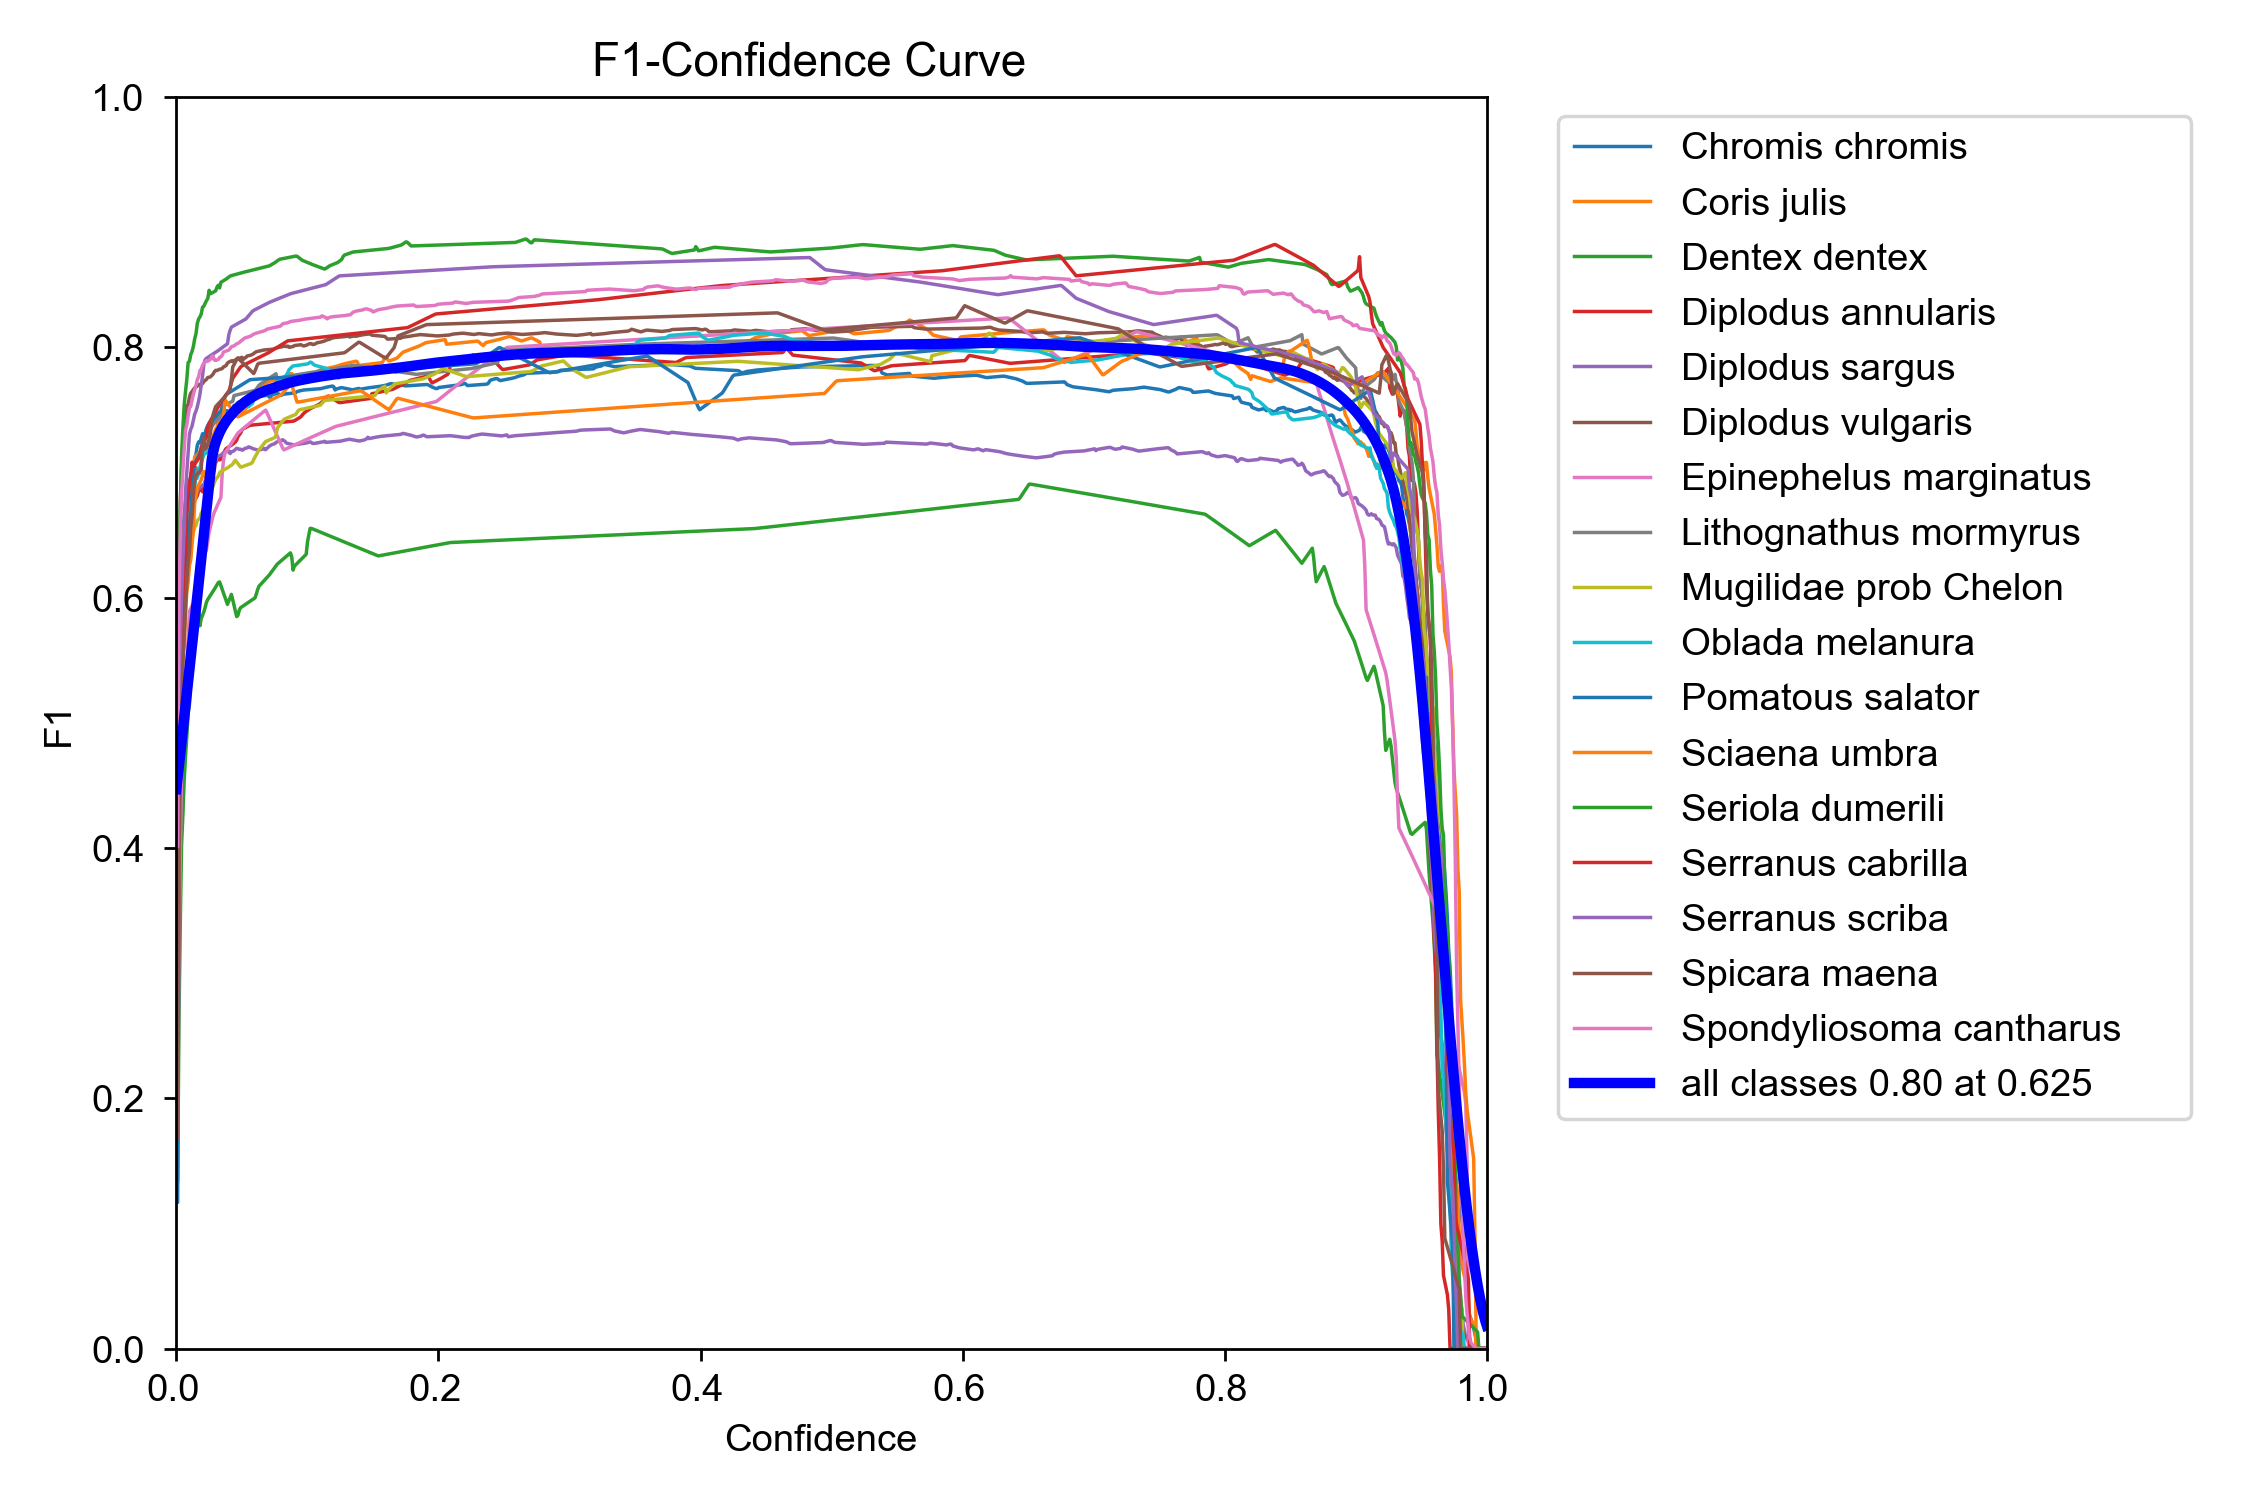 F1-Confidence Curve
1.0
0.8
0.6
0.4
0.2
0.0
F1
0.0 0.2 0.4 0.6 0.8 1.0
Confidence
Chromis chromis
Coris julis
Dentex dentex
Diplodus annularis
Diplodus sargus
Diplodus vulgaris
Epinephelus marginatus
Lithognathus mormyrus
Mugilidae prob Chelon
Oblada melanura
Pomatous salator
Sciaena umbra
Seriola dumerili
Serranus cabrilla
Serranus scriba
Spicara maena
Spondyliosoma cantharus
all classes 0.80 at 0.625